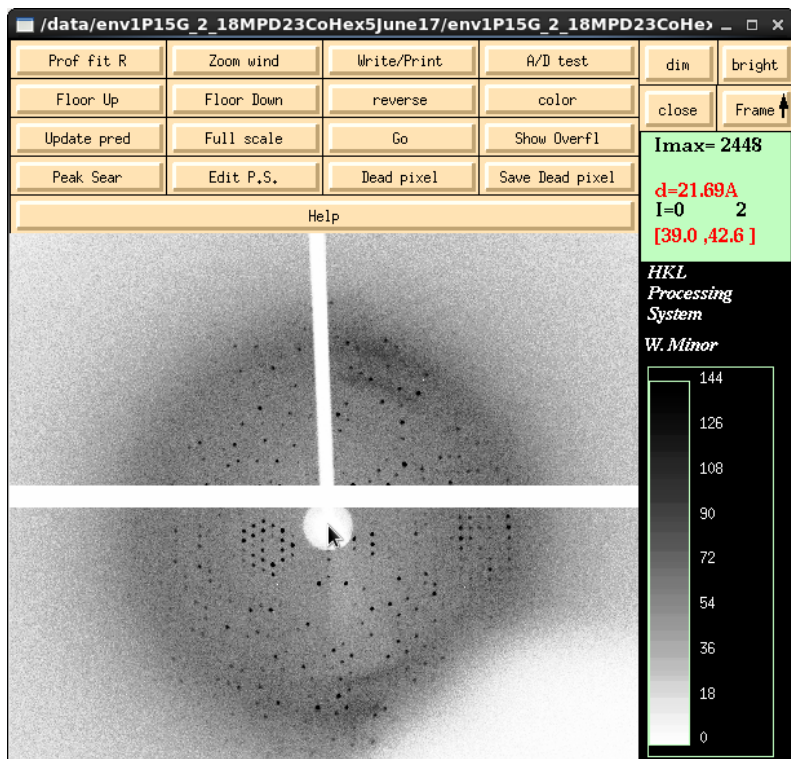 /data/env1P15G_2_18MPD23CoHex5June17/env1P15G_2_18MPD23CoHex
Prof fit R
Zoom wind
Write/Print
A/D test
dim
bright
Floor Up
Floor Down
reverse
color
close
Frame
Update pred
Full scale
Go
Show Overfl
Peak Sear
Edit P.S.
Dead pixel
Save Dead pixel
Help
Imax= 2448
d=21.69A
I=0 2
[39.0 ,42.6 ]
HKL
Processing
System
W. Minor
144
126
108
90
72
54
36
18
0